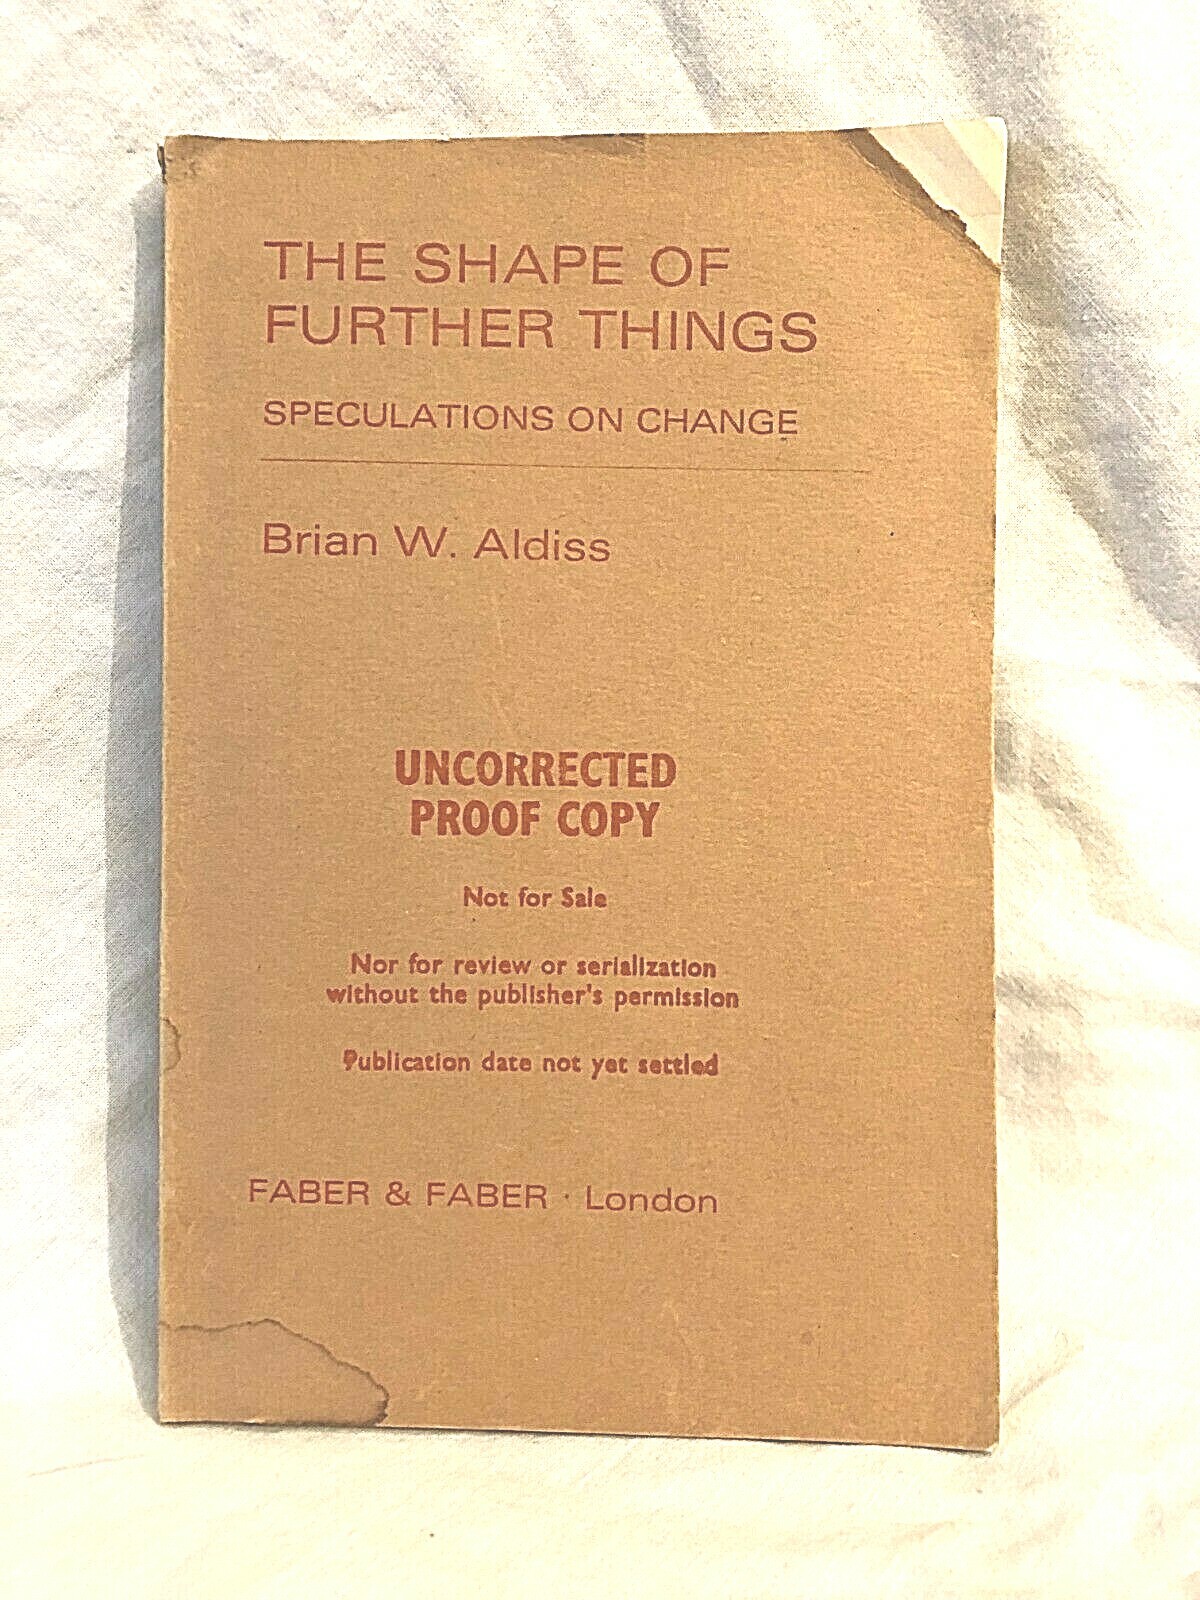 THE SHAPE OF
FURTHER THINGS
SPECULATIONS ON CHANGE
Brian W. Aldiss
UNCORRECTED
PROOF COPY
Not for Sale
Nor for review or serialization
without the publisher's permission
Publication date not yet settled
FABER & FABER · London